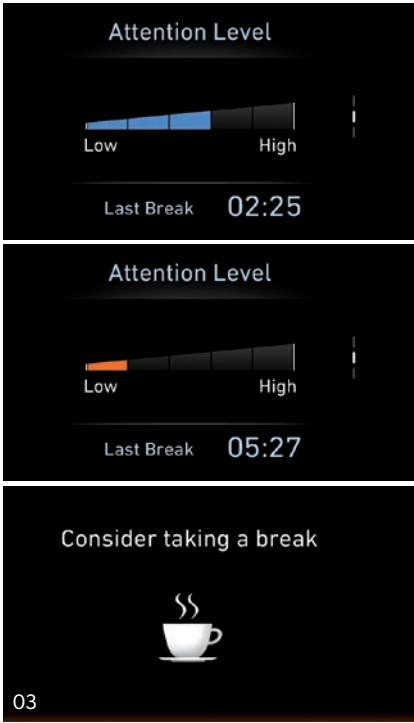 Attention Level
Low High
Last Break 02:25
Attention Level
Low High
Last Break 05:27
Consider taking a break
03